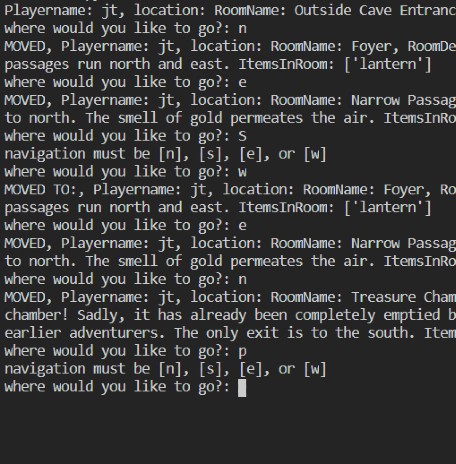 Playername: jt, location: RoomName: Outside Cave Entranc
where would you like to go?: n
MOVED, Playername: jt, location: RoomName: Foyer, RoomDe
passages run north and east. ItemsInRoom: ['lantern']
where would you like to go?: e
MOVED, Playername: jt, location: RoomName: Narrow Passag
to north. The smell of gold permeates the air. ItemsInRo
where would you like to go?: S
navigation must be [n], [s], [e], or [w]
where would you like to go?: w
MOVED TO:, Playername: jt, location: RoomName: Foyer, Ro
passages run north and east. ItemsInRoom: ['lantern']
where would you like to go?: e
MOVED, Playername: jt, location: RoomName: Narrow Passag
to north. The smell of gold permeates the air. ItemsInRo
where would you like to go?: n
MOVED, Playername: jt, location: RoomName: Treasure Cham
chamber! Sadly, it has already been completely emptied b
earlier adventurers. The only exit is to the south. Item
where would you like to go?: p
navigation must be [n], [s], [e], or [w]
where would you like to go?: